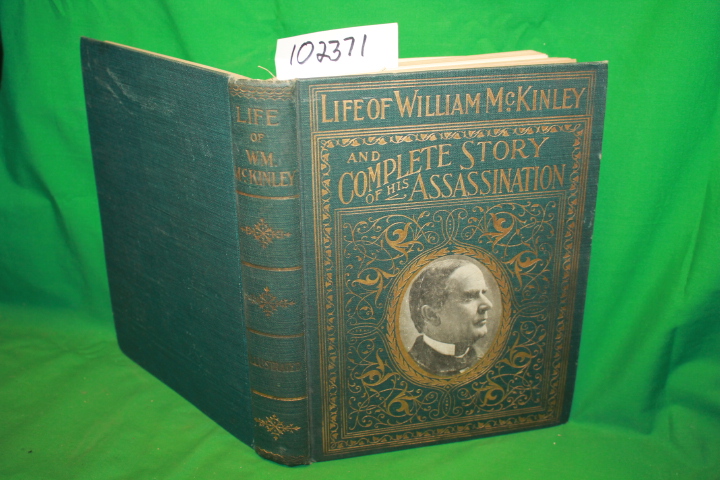 102371
LIFE
OF
WM.
MCKINLEY
LIFE OF WILLIAM MCKINLEY
AND
COMPLETE STORY
OF HIS ASSASSINATION